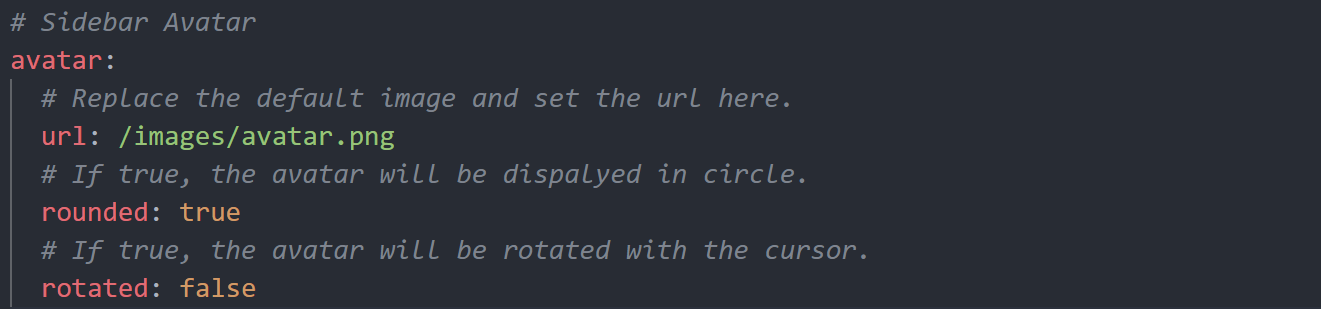 # Sidebar Avatar
avatar:
  # Replace the default image and set the url here.
  url: /images/avatar.png
  # If true, the avatar will be dispalyed in circle.
  rounded: true
  # If true, the avatar will be rotated with the cursor.
  rotated: false